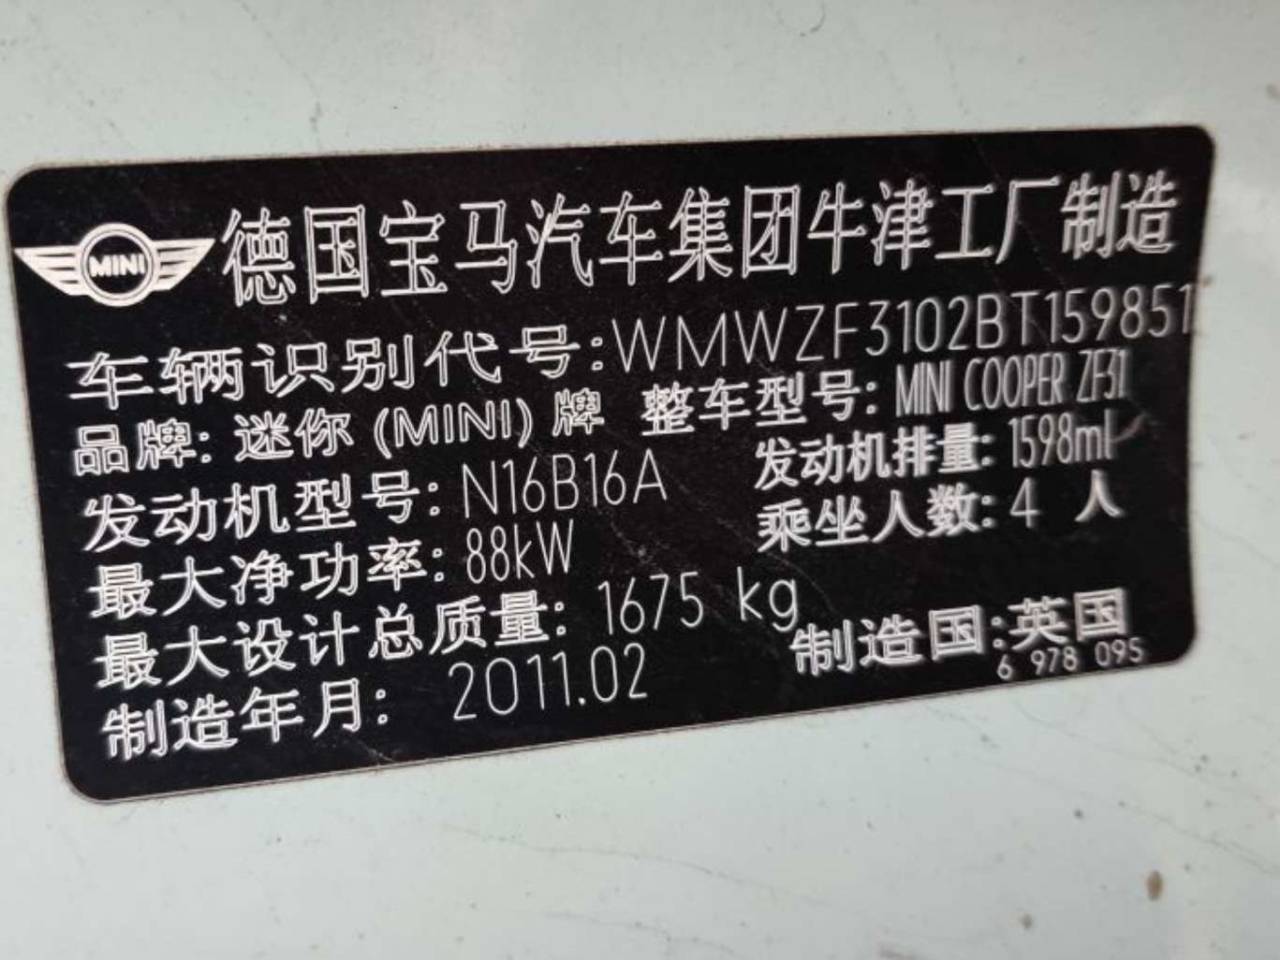 MINI 德国宝马汽车集团牛津工厂制造
车辆识别代号:WMWZF3102BT159851
品牌: 迷你 (MINI) 牌 整车型号: MINI COOPER ZF31
发动机型号: N16B16A 发动机排量: 1598ml
最大净功率: 88kW 乘坐人数: 4 人
最大设计总质量: 1675 kg
制造年月: 2011.02 制造国:英国
6 978 095